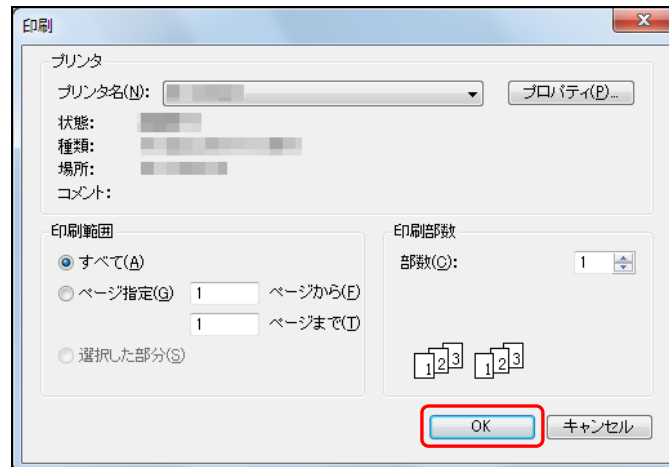 印刷
プリンタ
プリンタ名(N):
プロパティ(P)...
状態:
種類:
場所:
コメント:
印刷範囲
すべて(A)
ページ指定(G) 1 ページから(F)
1 ページまで(T)
選択した部分(S)
印刷部数
部数(C): 1
1 2 3 1 2 3
OK キャンセル